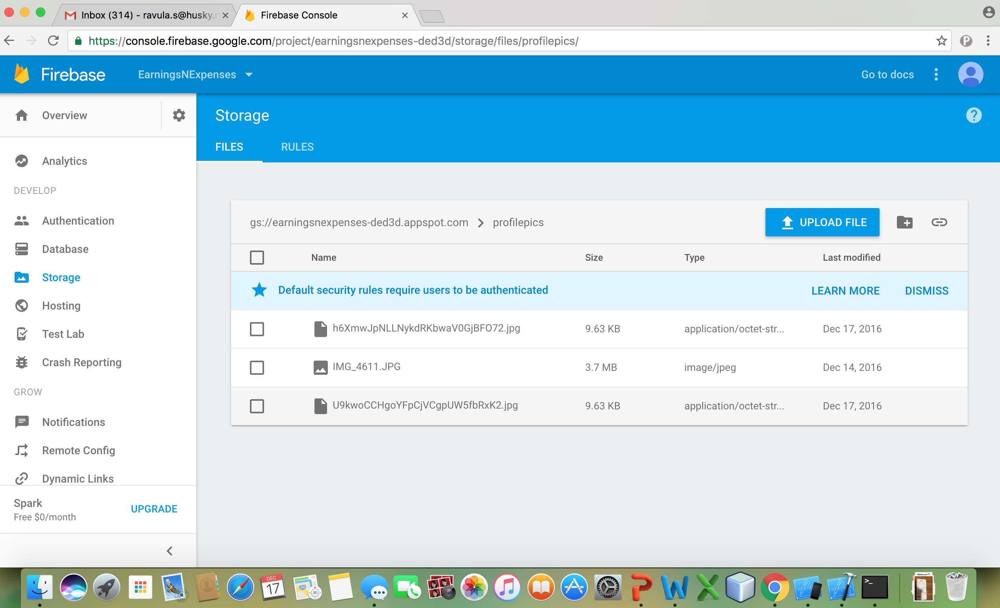 Inbox (314) - ravula.s@husky.
Firebase Console
https://console.firebase.google.com/project/earningsnexpenses-ded3d/storage/files/profilepics/
Firebase
EarningsNExpenses
Go to docs
Overview
Storage
FILES
RULES
Analytics
DEVELOP
Authentication
Database
Storage
Hosting
Test Lab
Crash Reporting
GROW
Notifications
Remote Config
Dynamic Links
Spark
Free $0/month
UPGRADE
gs://earningsnexpenses-ded3d.appspot.com > profilepics
UPLOAD FILE
Name Size Type Last modified
Default security rules require users to be authenticated
LEARN MORE
DISMISS
h6XmwJpNLLNykdRKbwaV0GjBFO72.jpg 9.63 KB application/octet-str... Dec 17, 2016
IMG_4611.JPG 3.7 MB image/jpeg Dec 14, 2016
U9kwoCCHgoYFpCjVCgpUW5fbRxK2.jpg 9.63 KB application/octet-str... Dec 17, 2016
DEC
17
280
3D
>_
Walmart